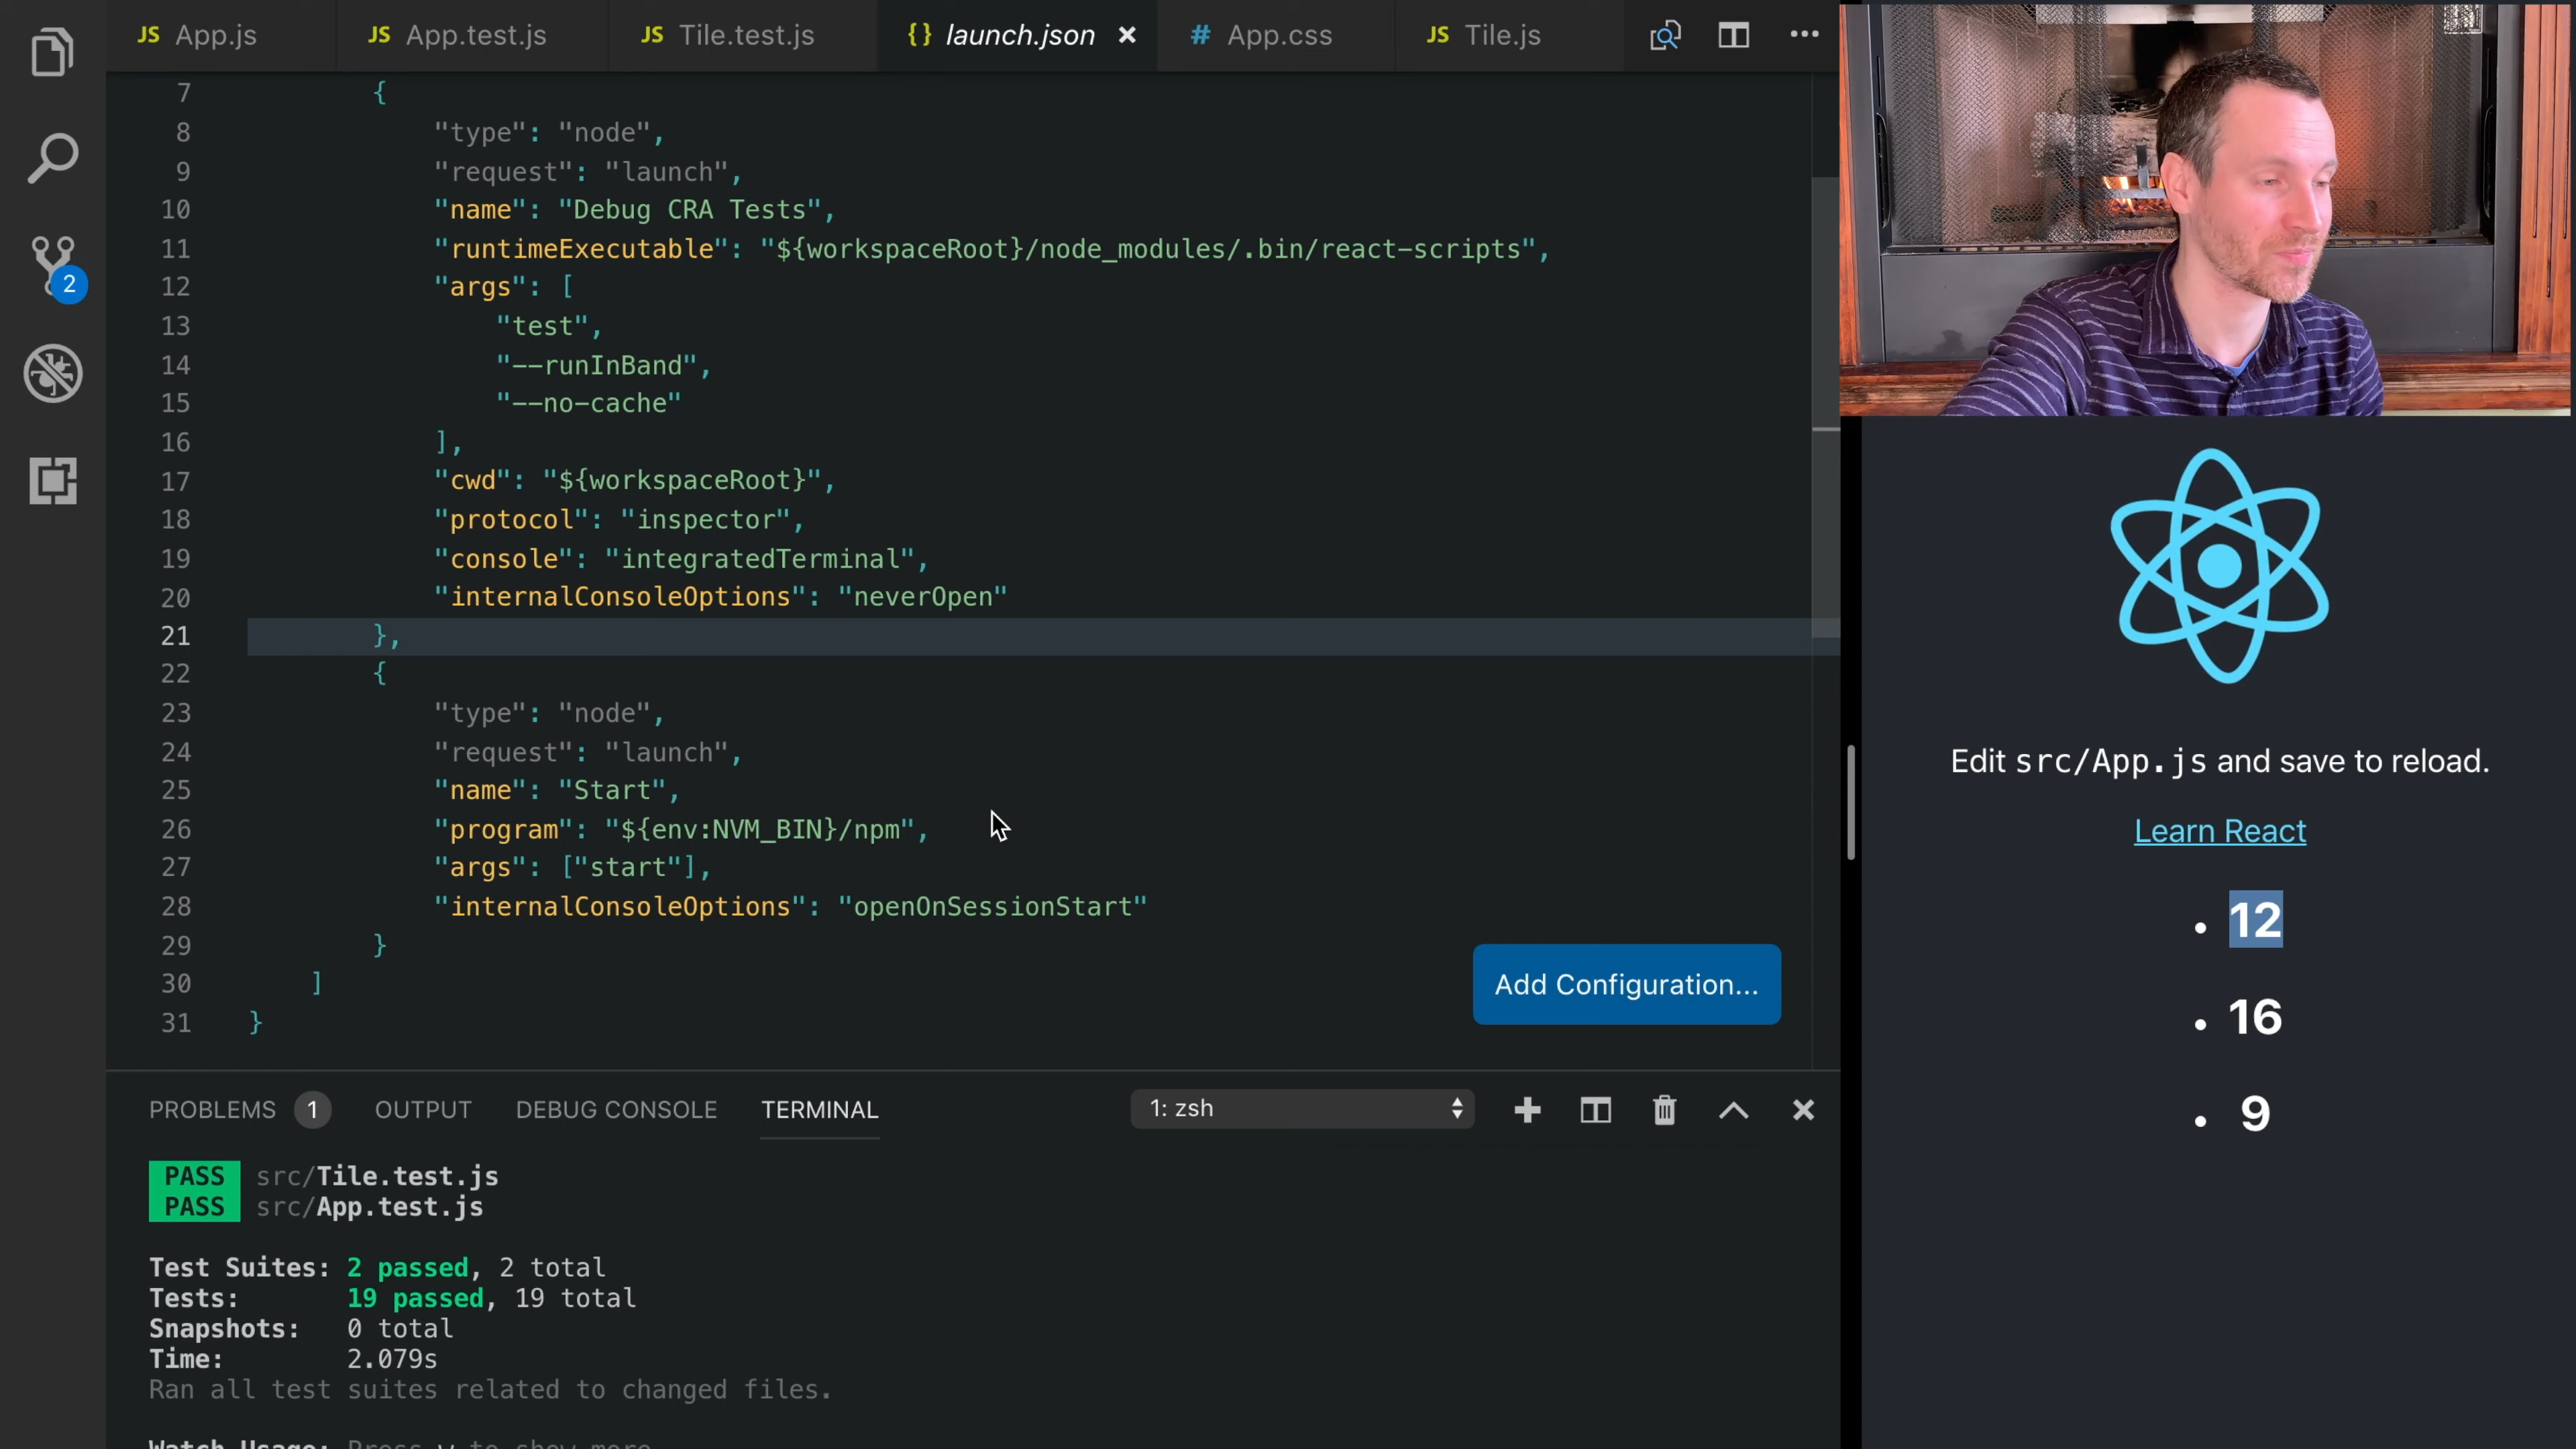 JS App.js
JS App.test.js
JS Tile.test.js
{} launch.json
# App.css
JS Tile.js
2
7 {
8 "type": "node",
9 "request": "launch",
10 "name": "Debug CRA Tests",
11 "runtimeExecutable": "${workspaceRoot}/node_modules/.bin/react-scripts",
12 "args": [
13 "test",
14 "--runInBand",
15 "--no-cache"
16 ],
17 "cwd": "${workspaceRoot}",
18 "protocol": "inspector",
19 "console": "integratedTerminal",
20 "internalConsoleOptions": "neverOpen"
21 },
22 {
23 "type": "node",
24 "request": "launch",
25 "name": "Start",
26 "program": "${env:NVM_BIN}/npm",
27 "args": ["start"],
28 "internalConsoleOptions": "openOnSessionStart"
29 }
30 ]
31 }
Add Configuration...
PROBLEMS 1 OUTPUT DEBUG CONSOLE TERMINAL
1: zsh
PASS src/Tile.test.js
PASS src/App.test.js
Test Suites: 2 passed, 2 total
Tests: 19 passed, 19 total
Snapshots: 0 total
Time: 2.079s
Ran all test suites related to changed files.
Watch Usage: Press w to show more
Edit src/App.js and save to reload.
Learn React
• 12
• 16
• 9